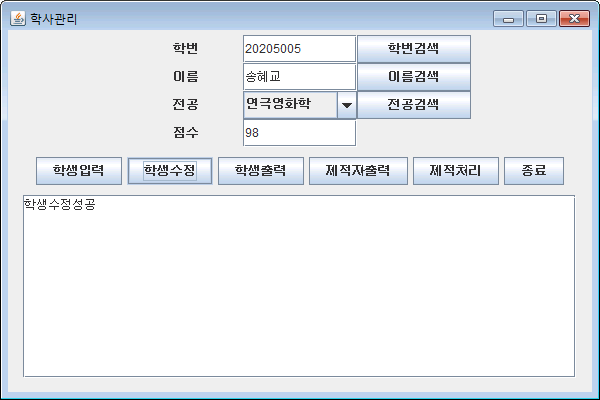 학사관리
학번 20205005 학번검색
이름 송혜교 이름검색
전공 연극영화학 전공검색
점수 98
학생입력 학생수정 학생출력 제적자출력 제적처리 종료
학생수정성공